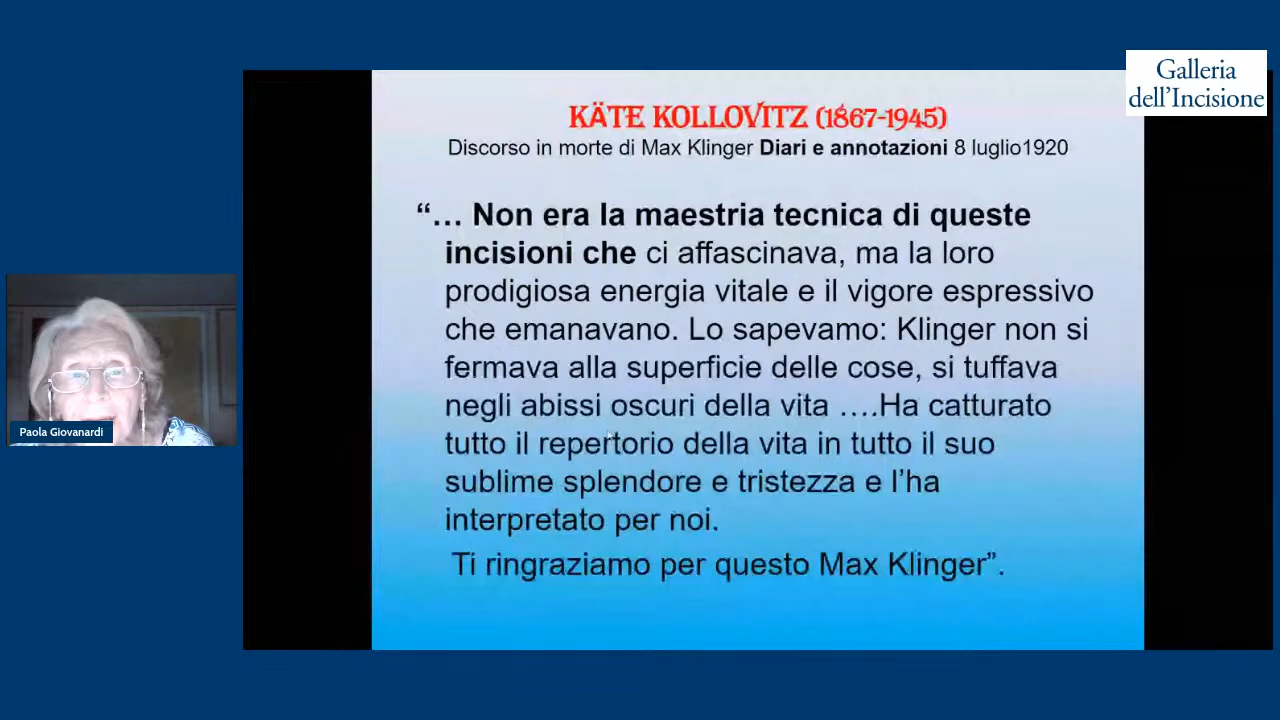 Galleria
dell'Incisione
KÄTE KOLLOVITZ (1867-1945)
Discorso in morte di Max Klinger Diari e annotazioni 8 luglio1920
“… Non era la maestria tecnica di queste
incisioni che ci affascinava, ma la loro
prodigiosa energia vitale e il vigore espressivo
che emanavano. Lo sapevamo: Klinger non si
fermava alla superficie delle cose, si tuffava
negli abissi oscuri della vita ….Ha catturato
tutto il repertorio della vita in tutto il suo
sublime splendore e tristezza e l’ha
interpretato per noi.
Ti ringraziamo per questo Max Klinger”.
Paola Giovanardi